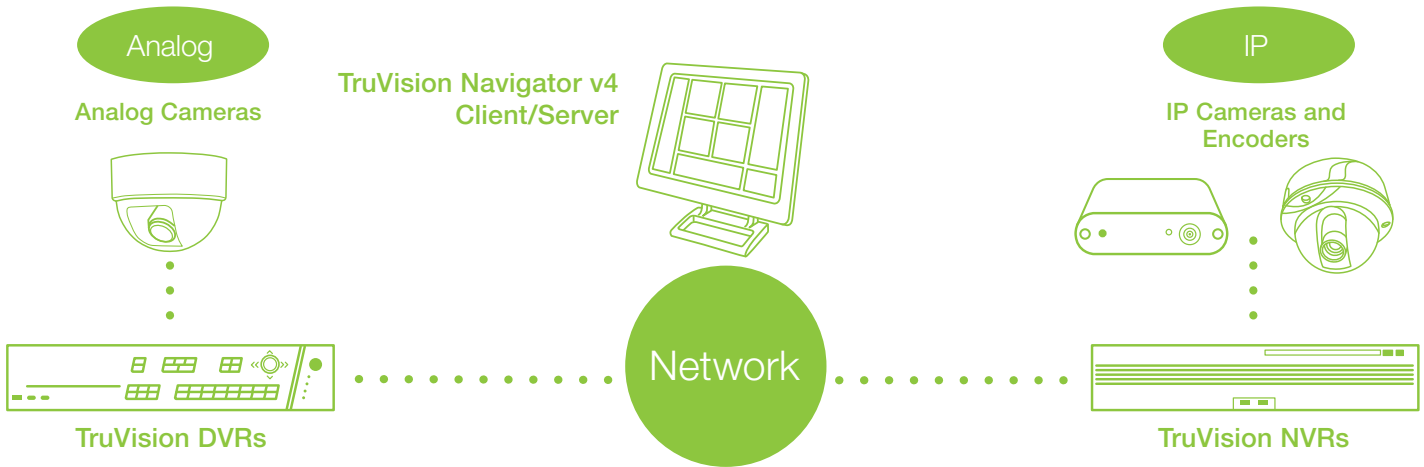 Analog
Analog Cameras
TruVision Navigator v4
Client/Server
IP
IP Cameras and
Encoders
Network
TruVision DVRs
TruVision NVRs